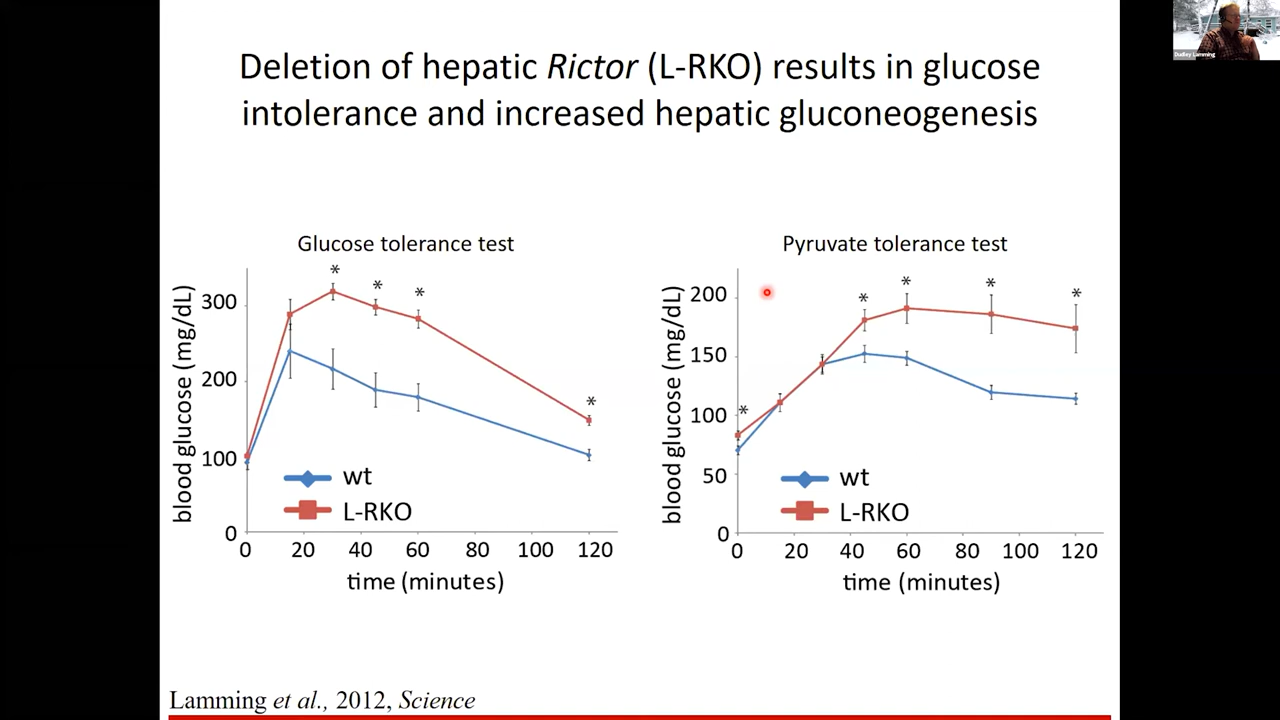 Dudley Lamming
Deletion of hepatic Rictor (L-RKO) results in glucose
intolerance and increased hepatic gluconeogenesis
Glucose tolerance test
blood glucose (mg/dL)
300
200
100
0
* * * *
wt
L-RKO
0 20 40 60 80 100 120
time (minutes)
Pyruvate tolerance test
blood glucose (mg/dL)
200
150
100
50
0
* * * * *
wt
L-RKO
0 20 40 60 80 100 120
time (minutes)
Lamming et al., 2012, Science